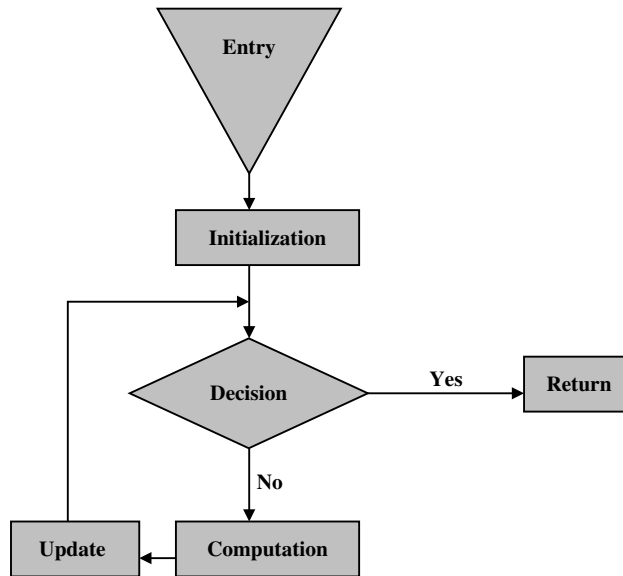 Entry
Initialization
Decision
Yes
Return
No
Update
Computation